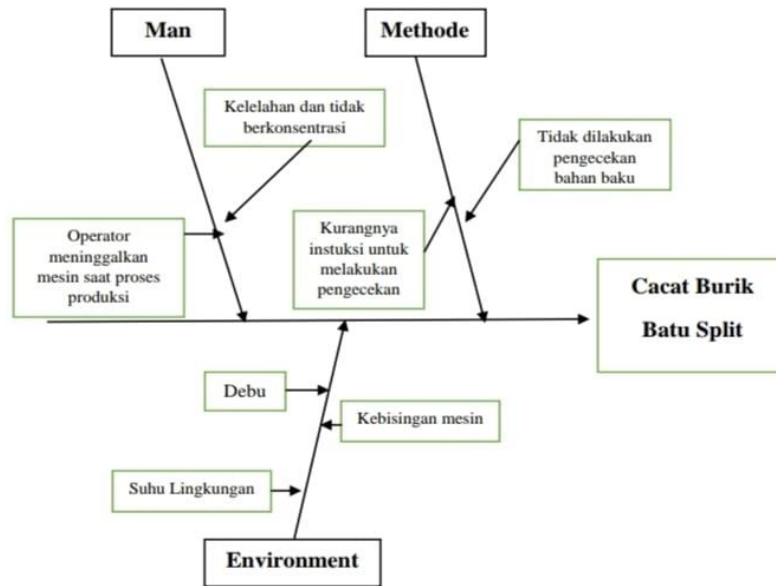 Man
Methode
Kelelahan dan tidak
berkonsentrasi
Tidak dilakukan
pengecekan
bahan baku
Operator
meninggalkan
mesin saat proses
produksi
Kurangnya
instuksi untuk
melakukan
pengecekan
Cacat Burik
Batu Split
Debu
Kebisingan mesin
Suhu Lingkungan
Environment